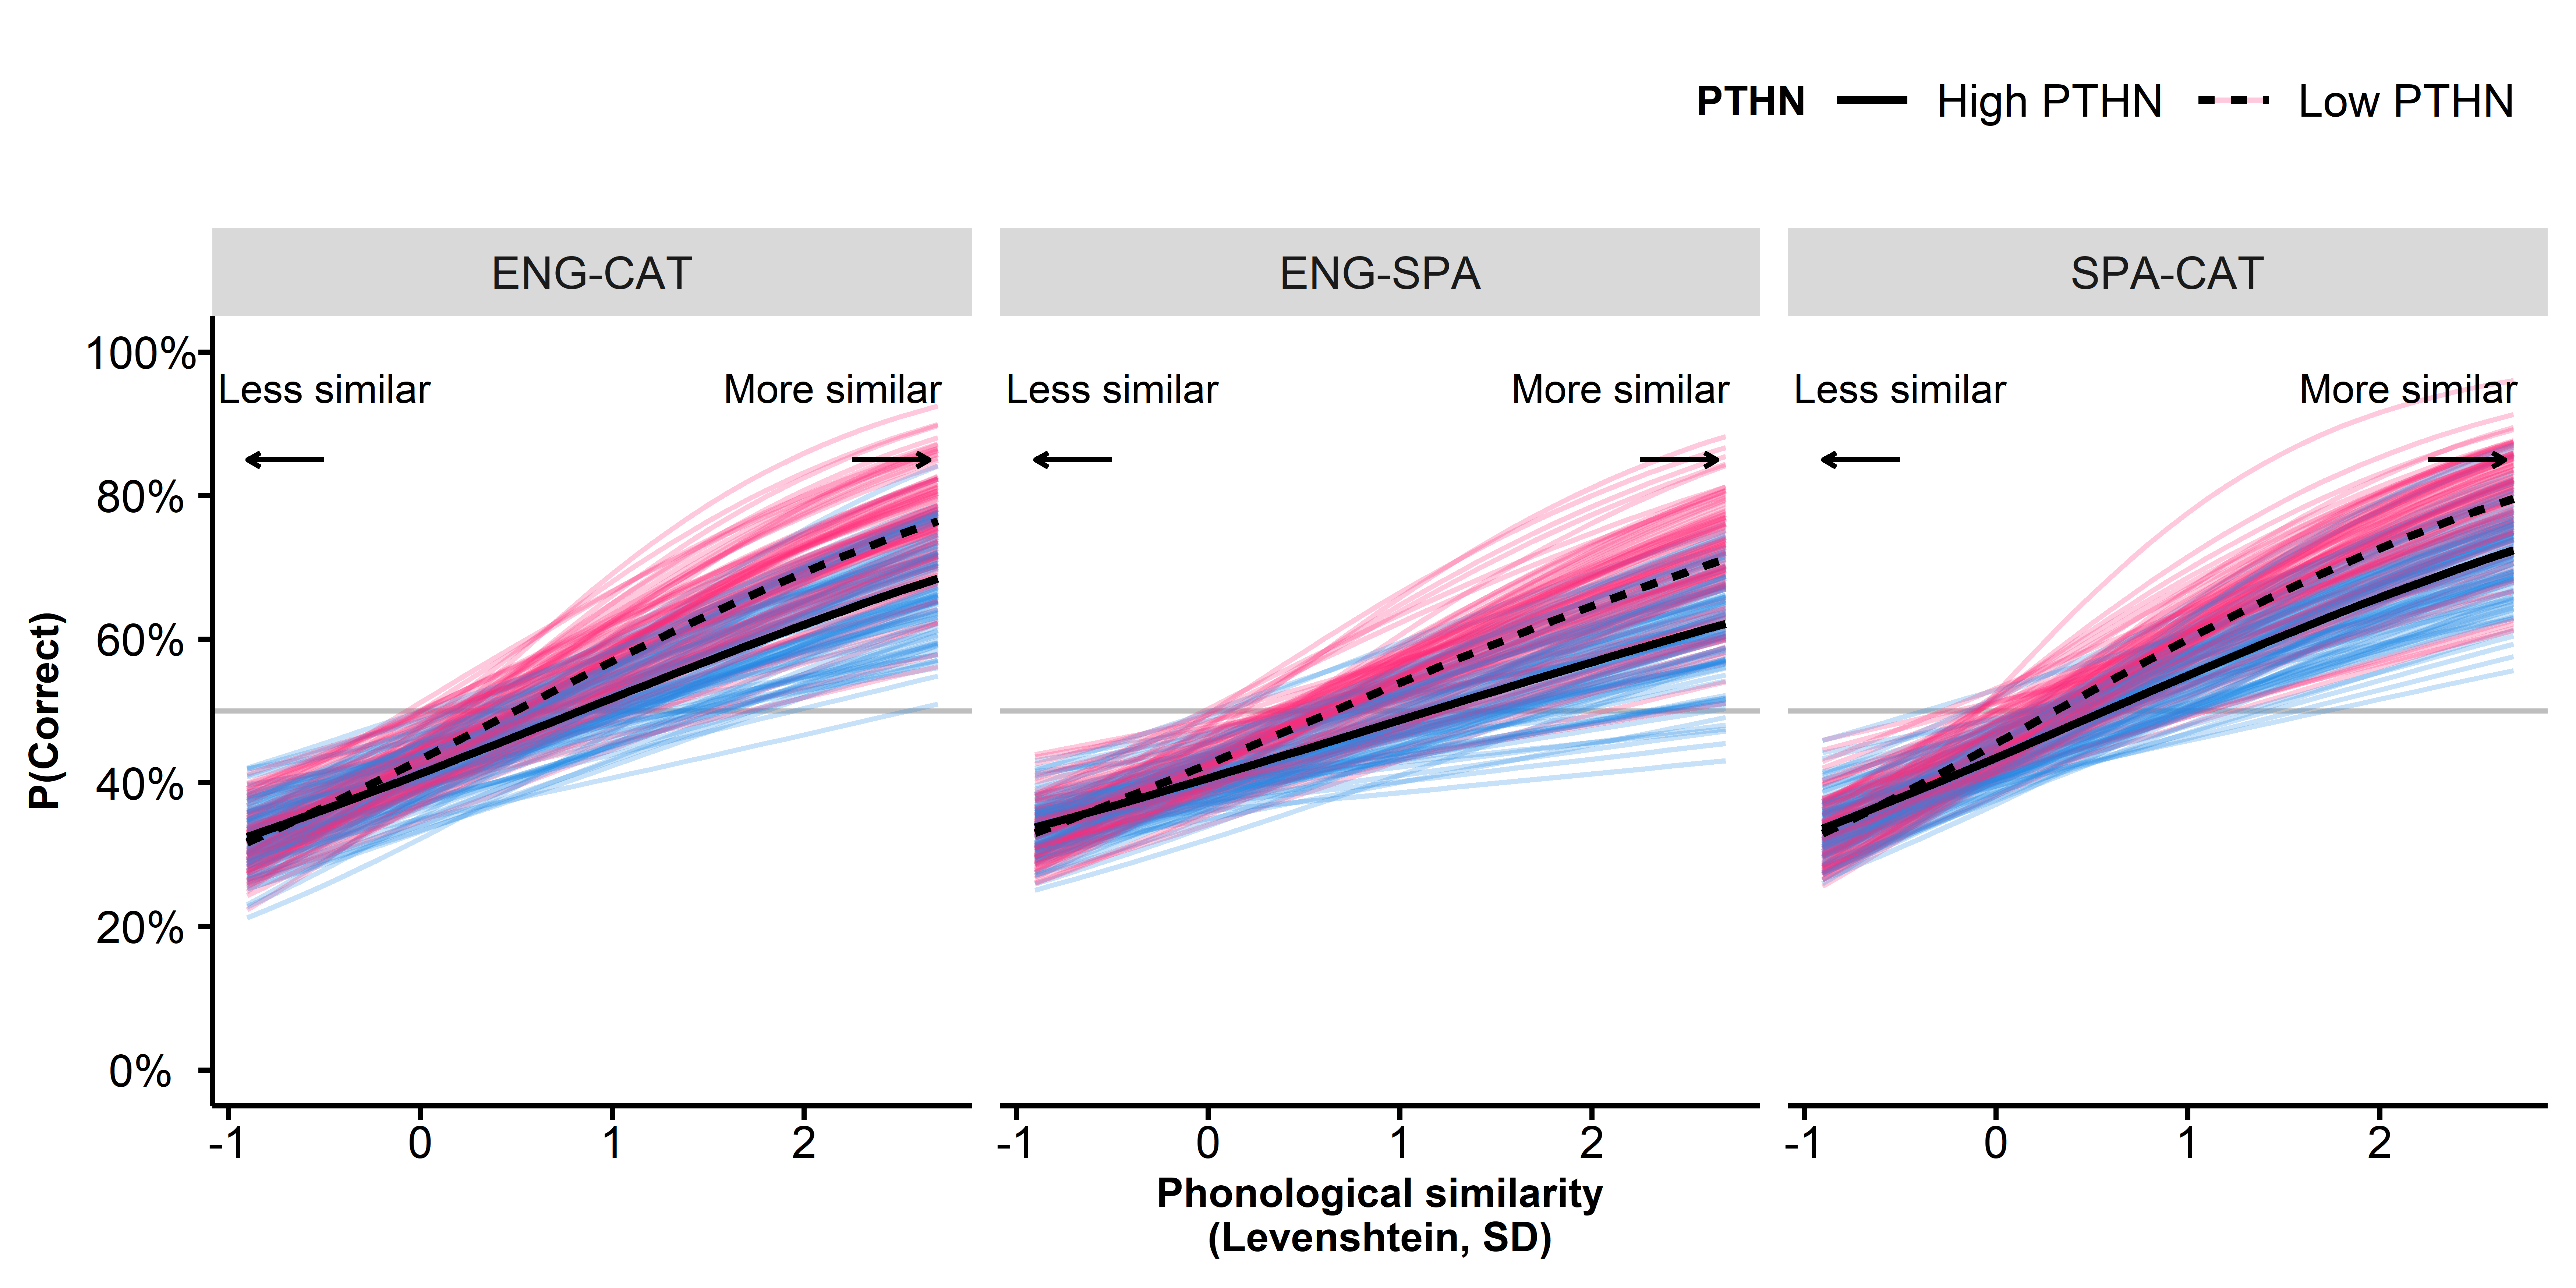 PTHN High PTHN Low PTHN
ENG-CAT ENG-SPA SPA-CAT
100%
Less similar More similar Less similar More similar Less similar More similar
80%
60%
40%
20%
0%
P(Correct)
-1 0 1 2 -1 0 1 2 -1 0 1 2
Phonological similarity
(Levenshtein, SD)